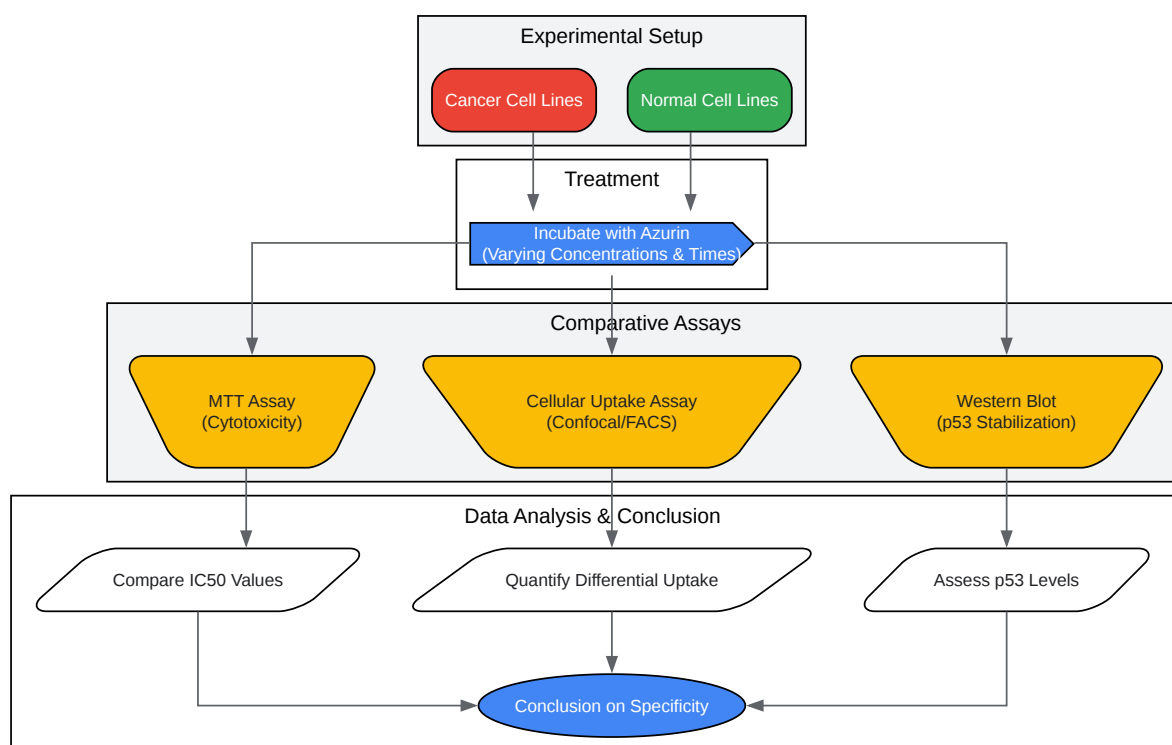 Experimental Setup
Cancer Cell Lines
Normal Cell Lines
Treatment
Incubate with Azurin
(Varying Concentrations & Times)
Comparative Assays
MTT Assay
(Cytotoxicity)
Cellular Uptake Assay
(Confocal/FACS)
Western Blot
(p53 Stabilization)
Data Analysis & Conclusion
Compare IC50 Values
Quantify Differential Uptake
Assess p53 Levels
Conclusion on Specificity